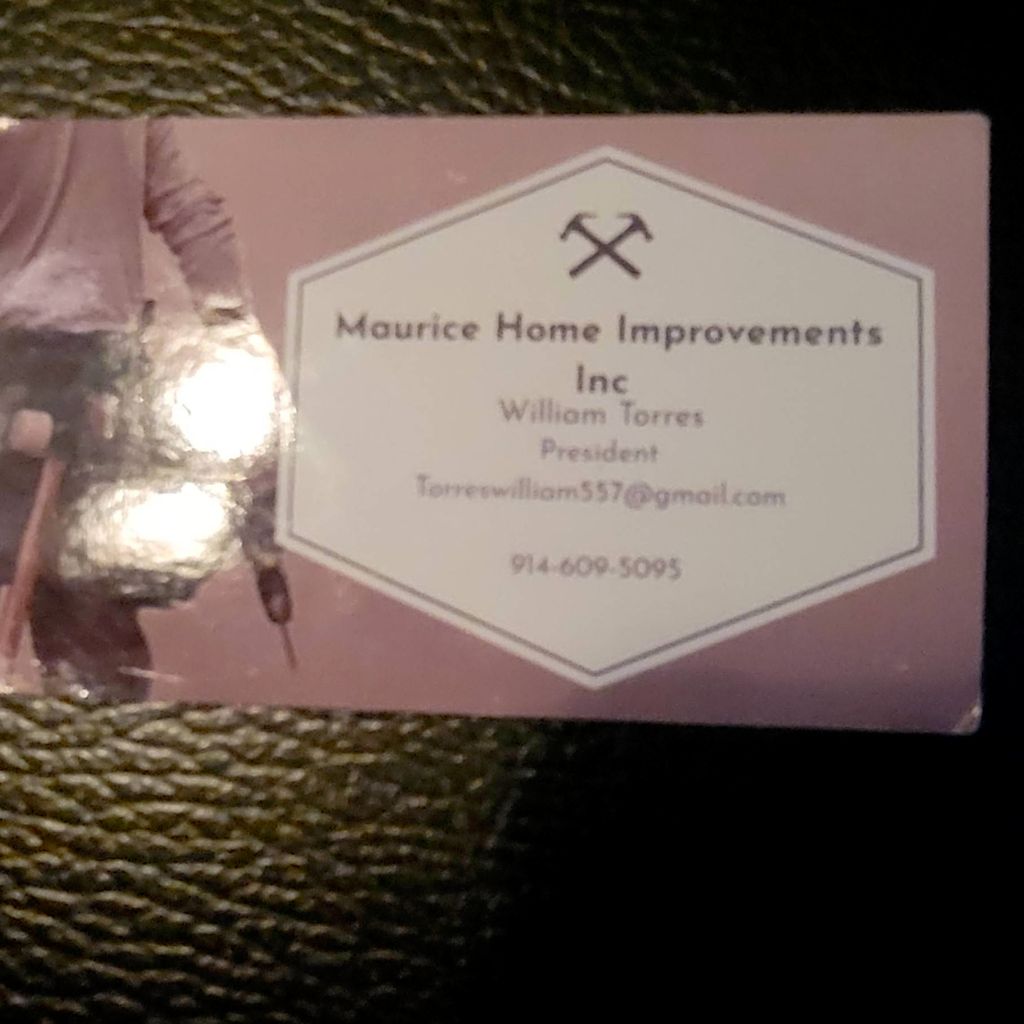 Maurice Home Improvements
Inc
William Torres
President
Torreswilliam557@gmail.com
914-609-5095